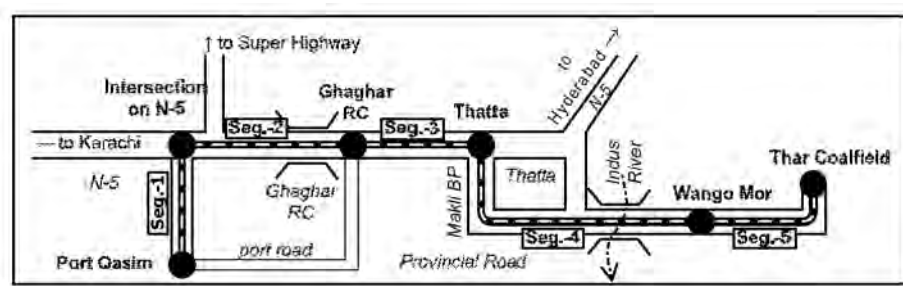 ↑ to Super Highway
to
Hyderabad →
N-5
Intersection
on N-5
Ghaghar
RC
Thatta
Seg.-2
Seg.-3
— to Karachi
N-5
Seg.-1
Ghaghar
RC
Makli BP
Thatta
Indus
River
Thar Coalfield
Wango Mor
Seg.-4
Seg.-5
Port Qasim
port road
Provincial Road